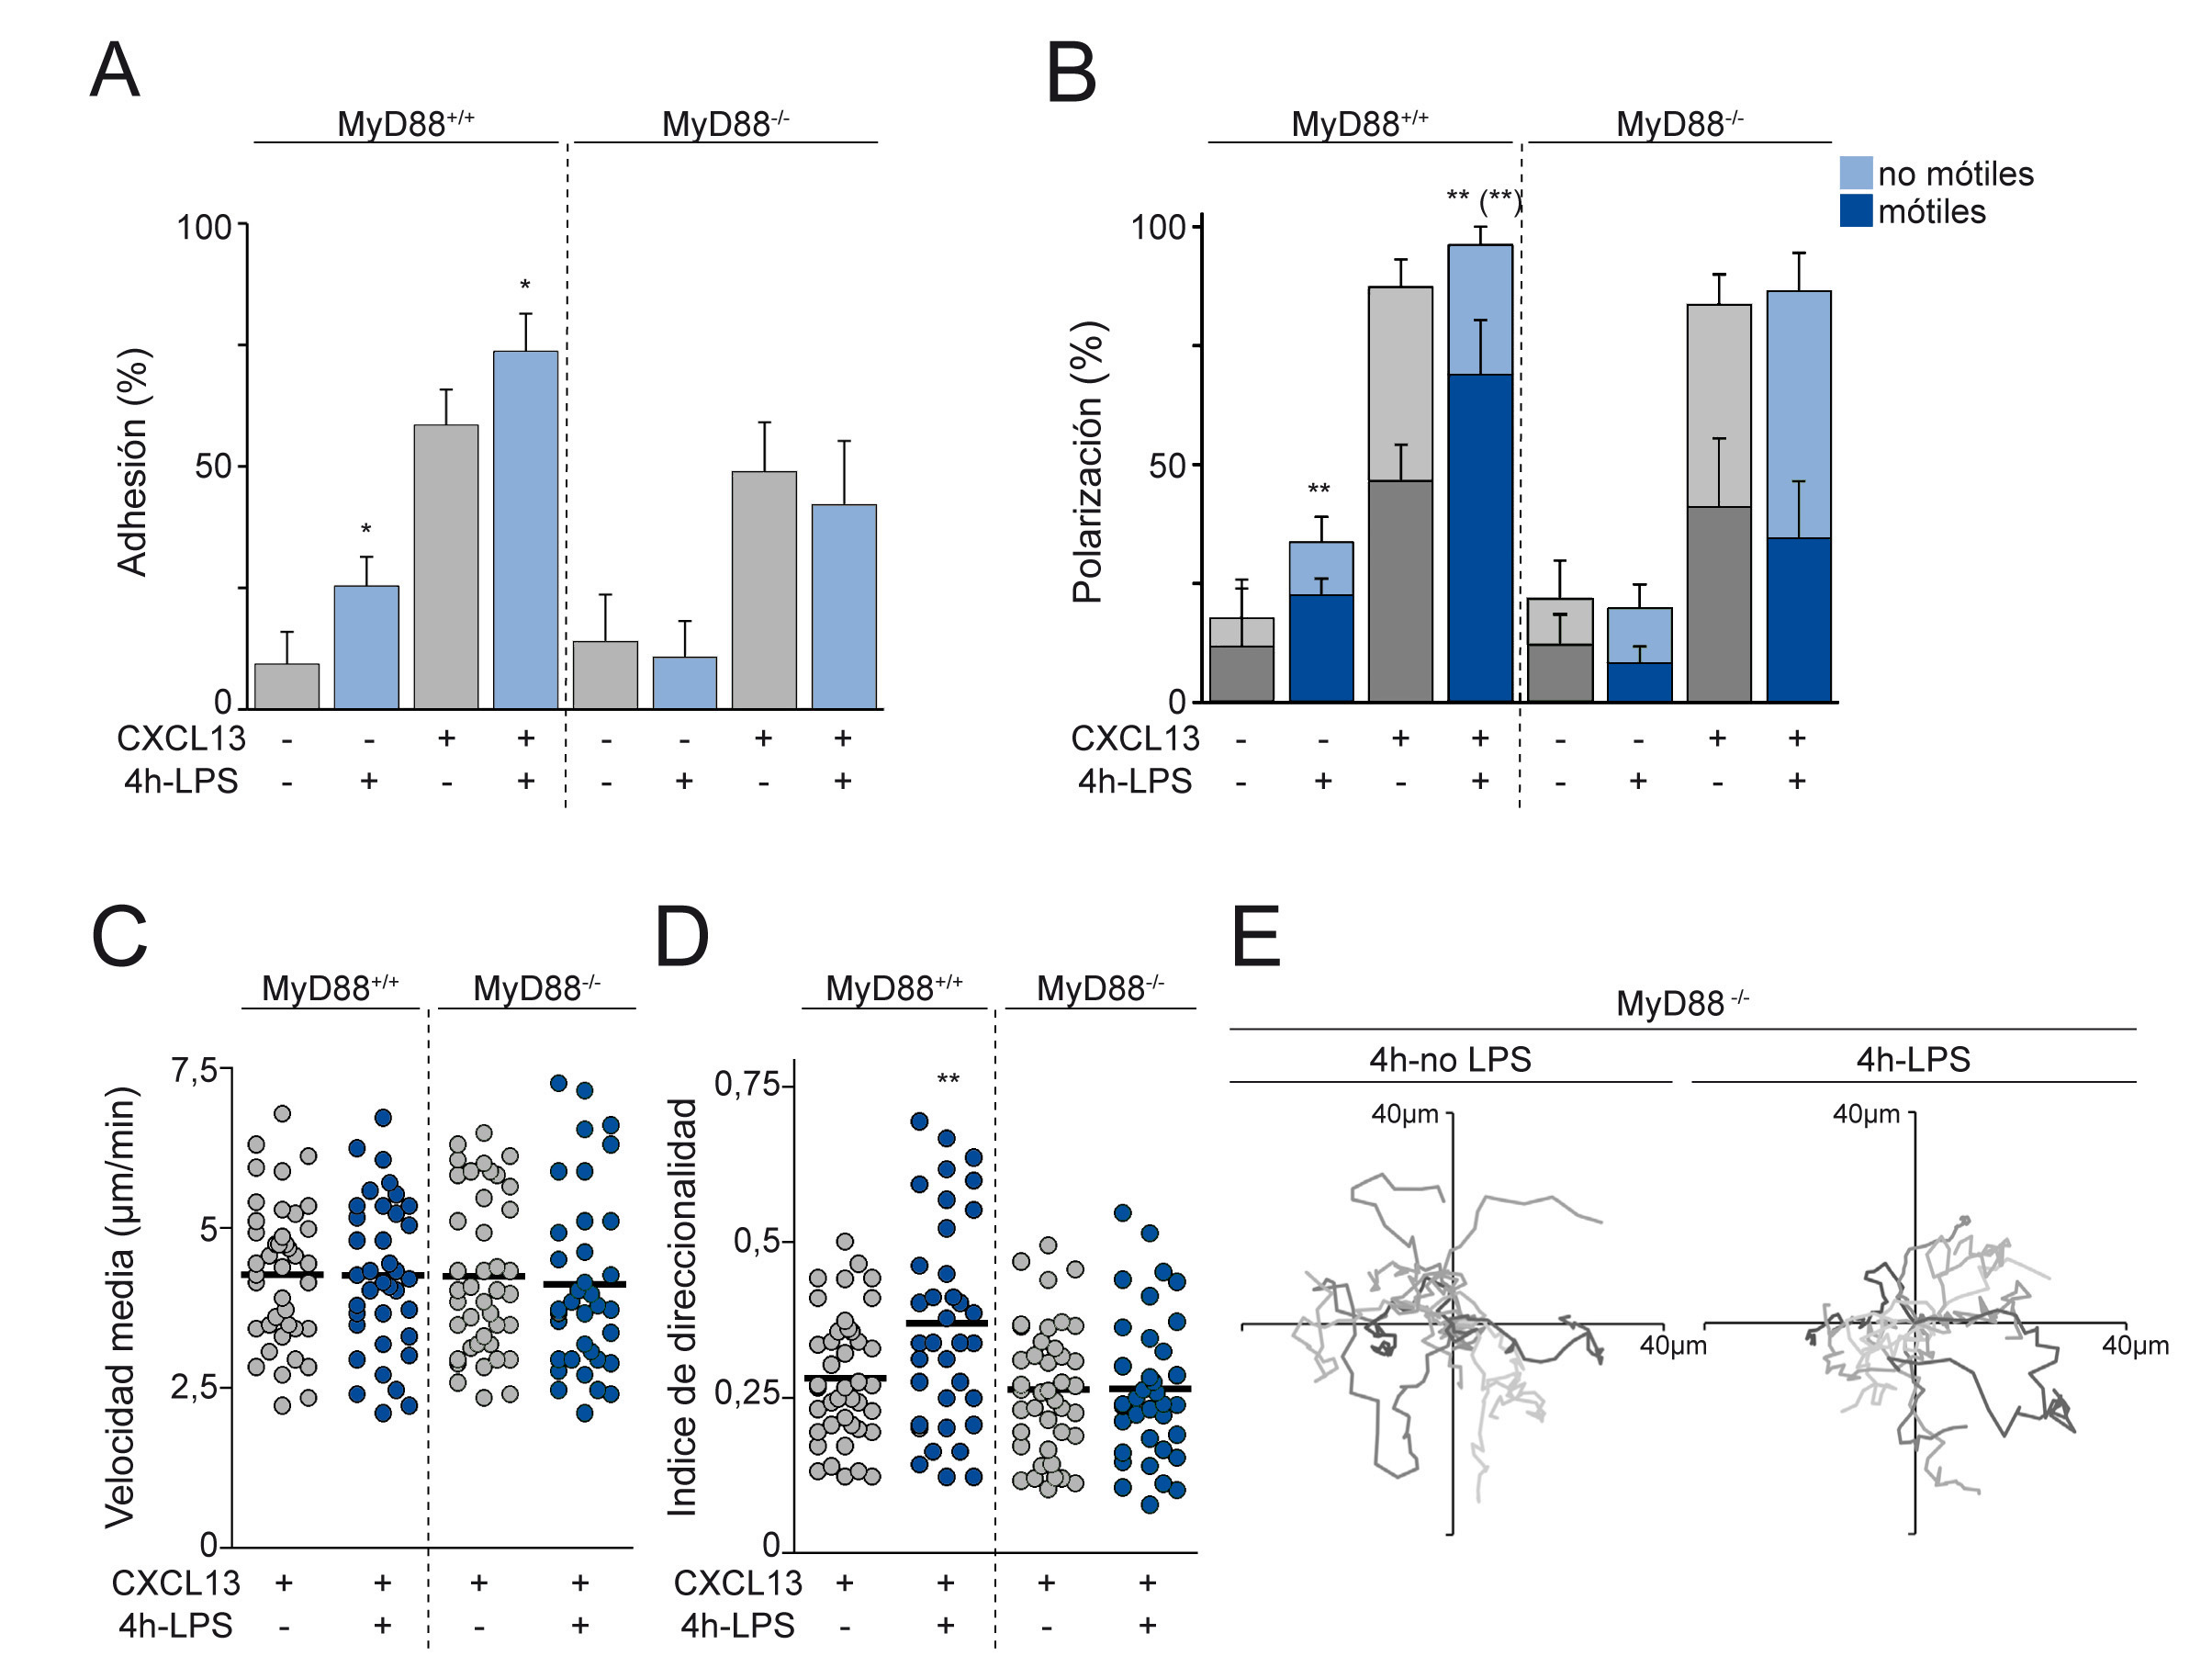 A
MyD88+/+ MyD88-/-
100
50
0
Adhesión (%)
* * 
CXCL13 - - + + - - + +
4h-LPS - + - + - + - +
B
MyD88+/+ MyD88-/-
no mótiles
mótiles
** (**)
**
100
50
0
Polarización (%)
CXCL13 - - + + - - + +
4h-LPS - + - + - + - +
C
MyD88+/+ MyD88-/-
7,5
5
2,5
0
Velocidad media (µm/min)
CXCL13 + + + +
4h-LPS - + - +
D
MyD88+/+ MyD88-/-
**
0,75
0,5
0,25
0
Indice de direccionalidad
CXCL13 + + + +
4h-LPS - + - +
E
MyD88 -/-
4h-no LPS 4h-LPS
40µm 40µm
40µm 40µm